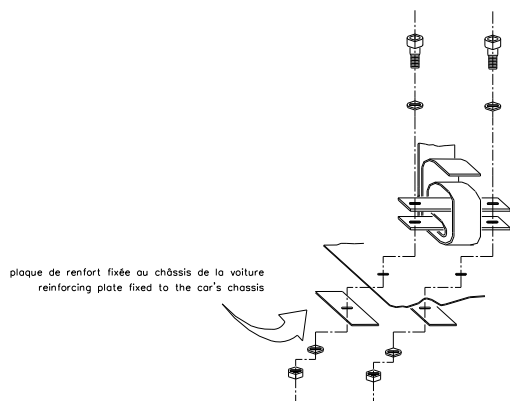 plaque de renfort fixée au châssis de la voiture
reinforcing plate fixed to the car's chassis